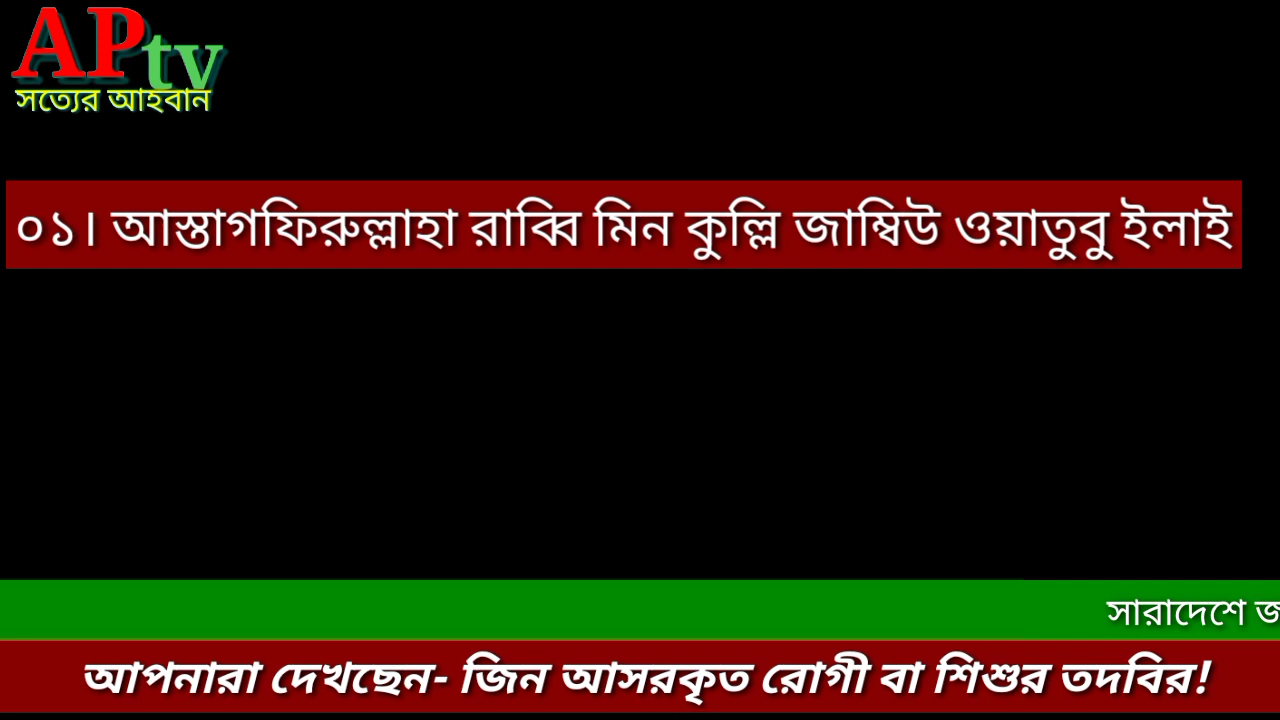 APtv
সত্যের আহবান
০১। আস্তাগফিরুল্লাহা রাব্বি মিন কুল্লি জাম্বিউ ওয়াতুবু ইলাই
সারাদেশে
আপনারা দেখছেন- জিন আসরকৃত রোগী বা শিশুর তদবির!